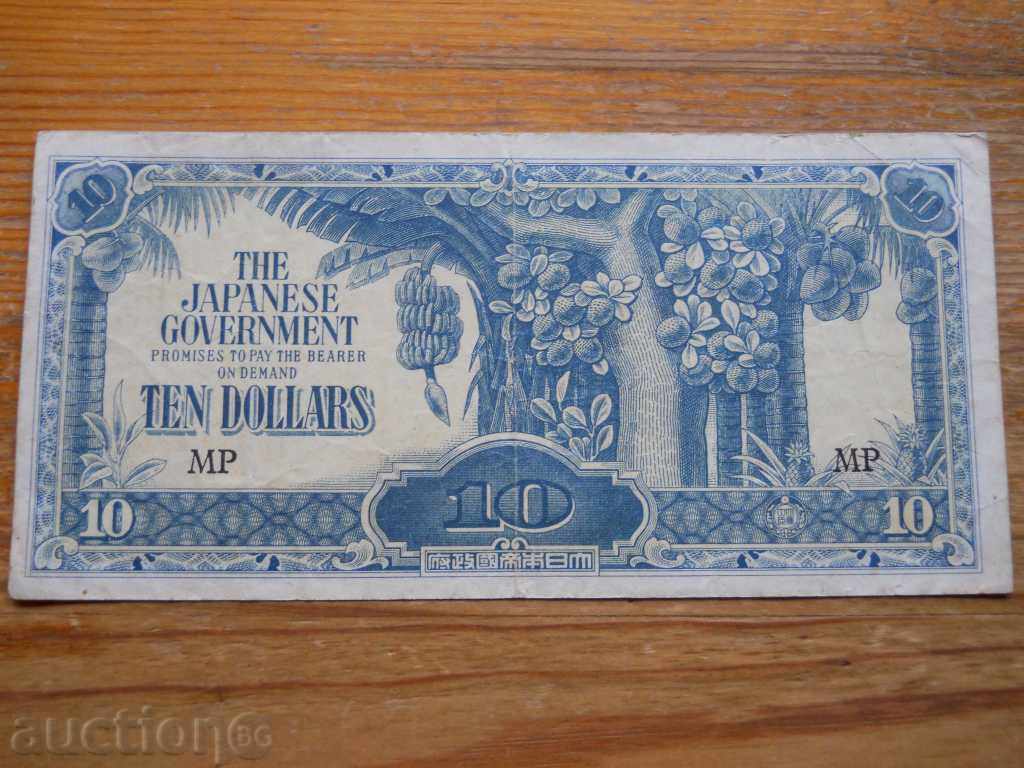 10
10
THE
JAPANESE
GOVERNMENT
PROMISES TO PAY THE BEARER
ON DEMAND
TEN DOLLARS
MP
MP
10
10
10
府政國帝本日大
auction BG